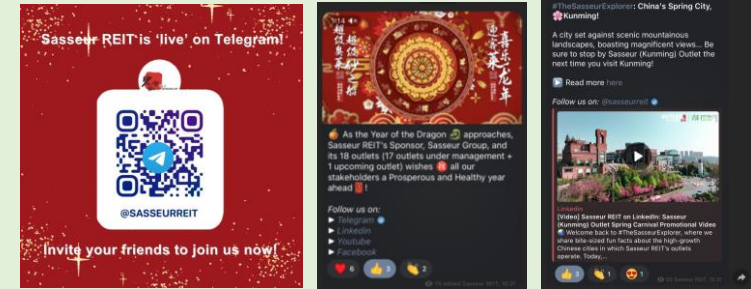 Sasseur REIT is 'live' on Telegram!
@SASSEURREIT
Invite your friends to join us now!
As the Year of the Dragon approaches,
Sasseur REIT's Sponsor, Sasseur Group, and
its 18 outlets (17 outlets under management +
1 upcoming outlet) wishes all our
stakeholders a Prosperous and Healthy year
ahead !
Follow us on:
► Telegram
► Linkedin
► Youtube
► Facebook
6
3
2
#TheSasseurExplorer: China's Spring City,
Kunming!
A city set against scenic mountainous
landscapes, boasting magnificent views... Be
sure to stop by Sasseur (Kunming) Outlet the
next time you visit Kunming!
Read more here
Follow us on: @sasseurreit
Linkedin
[Video] Sasseur REIT on LinkedIn: Sasseur
(Kunming) Outlet Spring Carnival Promotional Video
Welcome back to #TheSasseurExplorer, where we
share bite-sized fun facts about the high-growth
Chinese cities in which Sasseur REIT's outlets
operate. Today,...
3
1
1